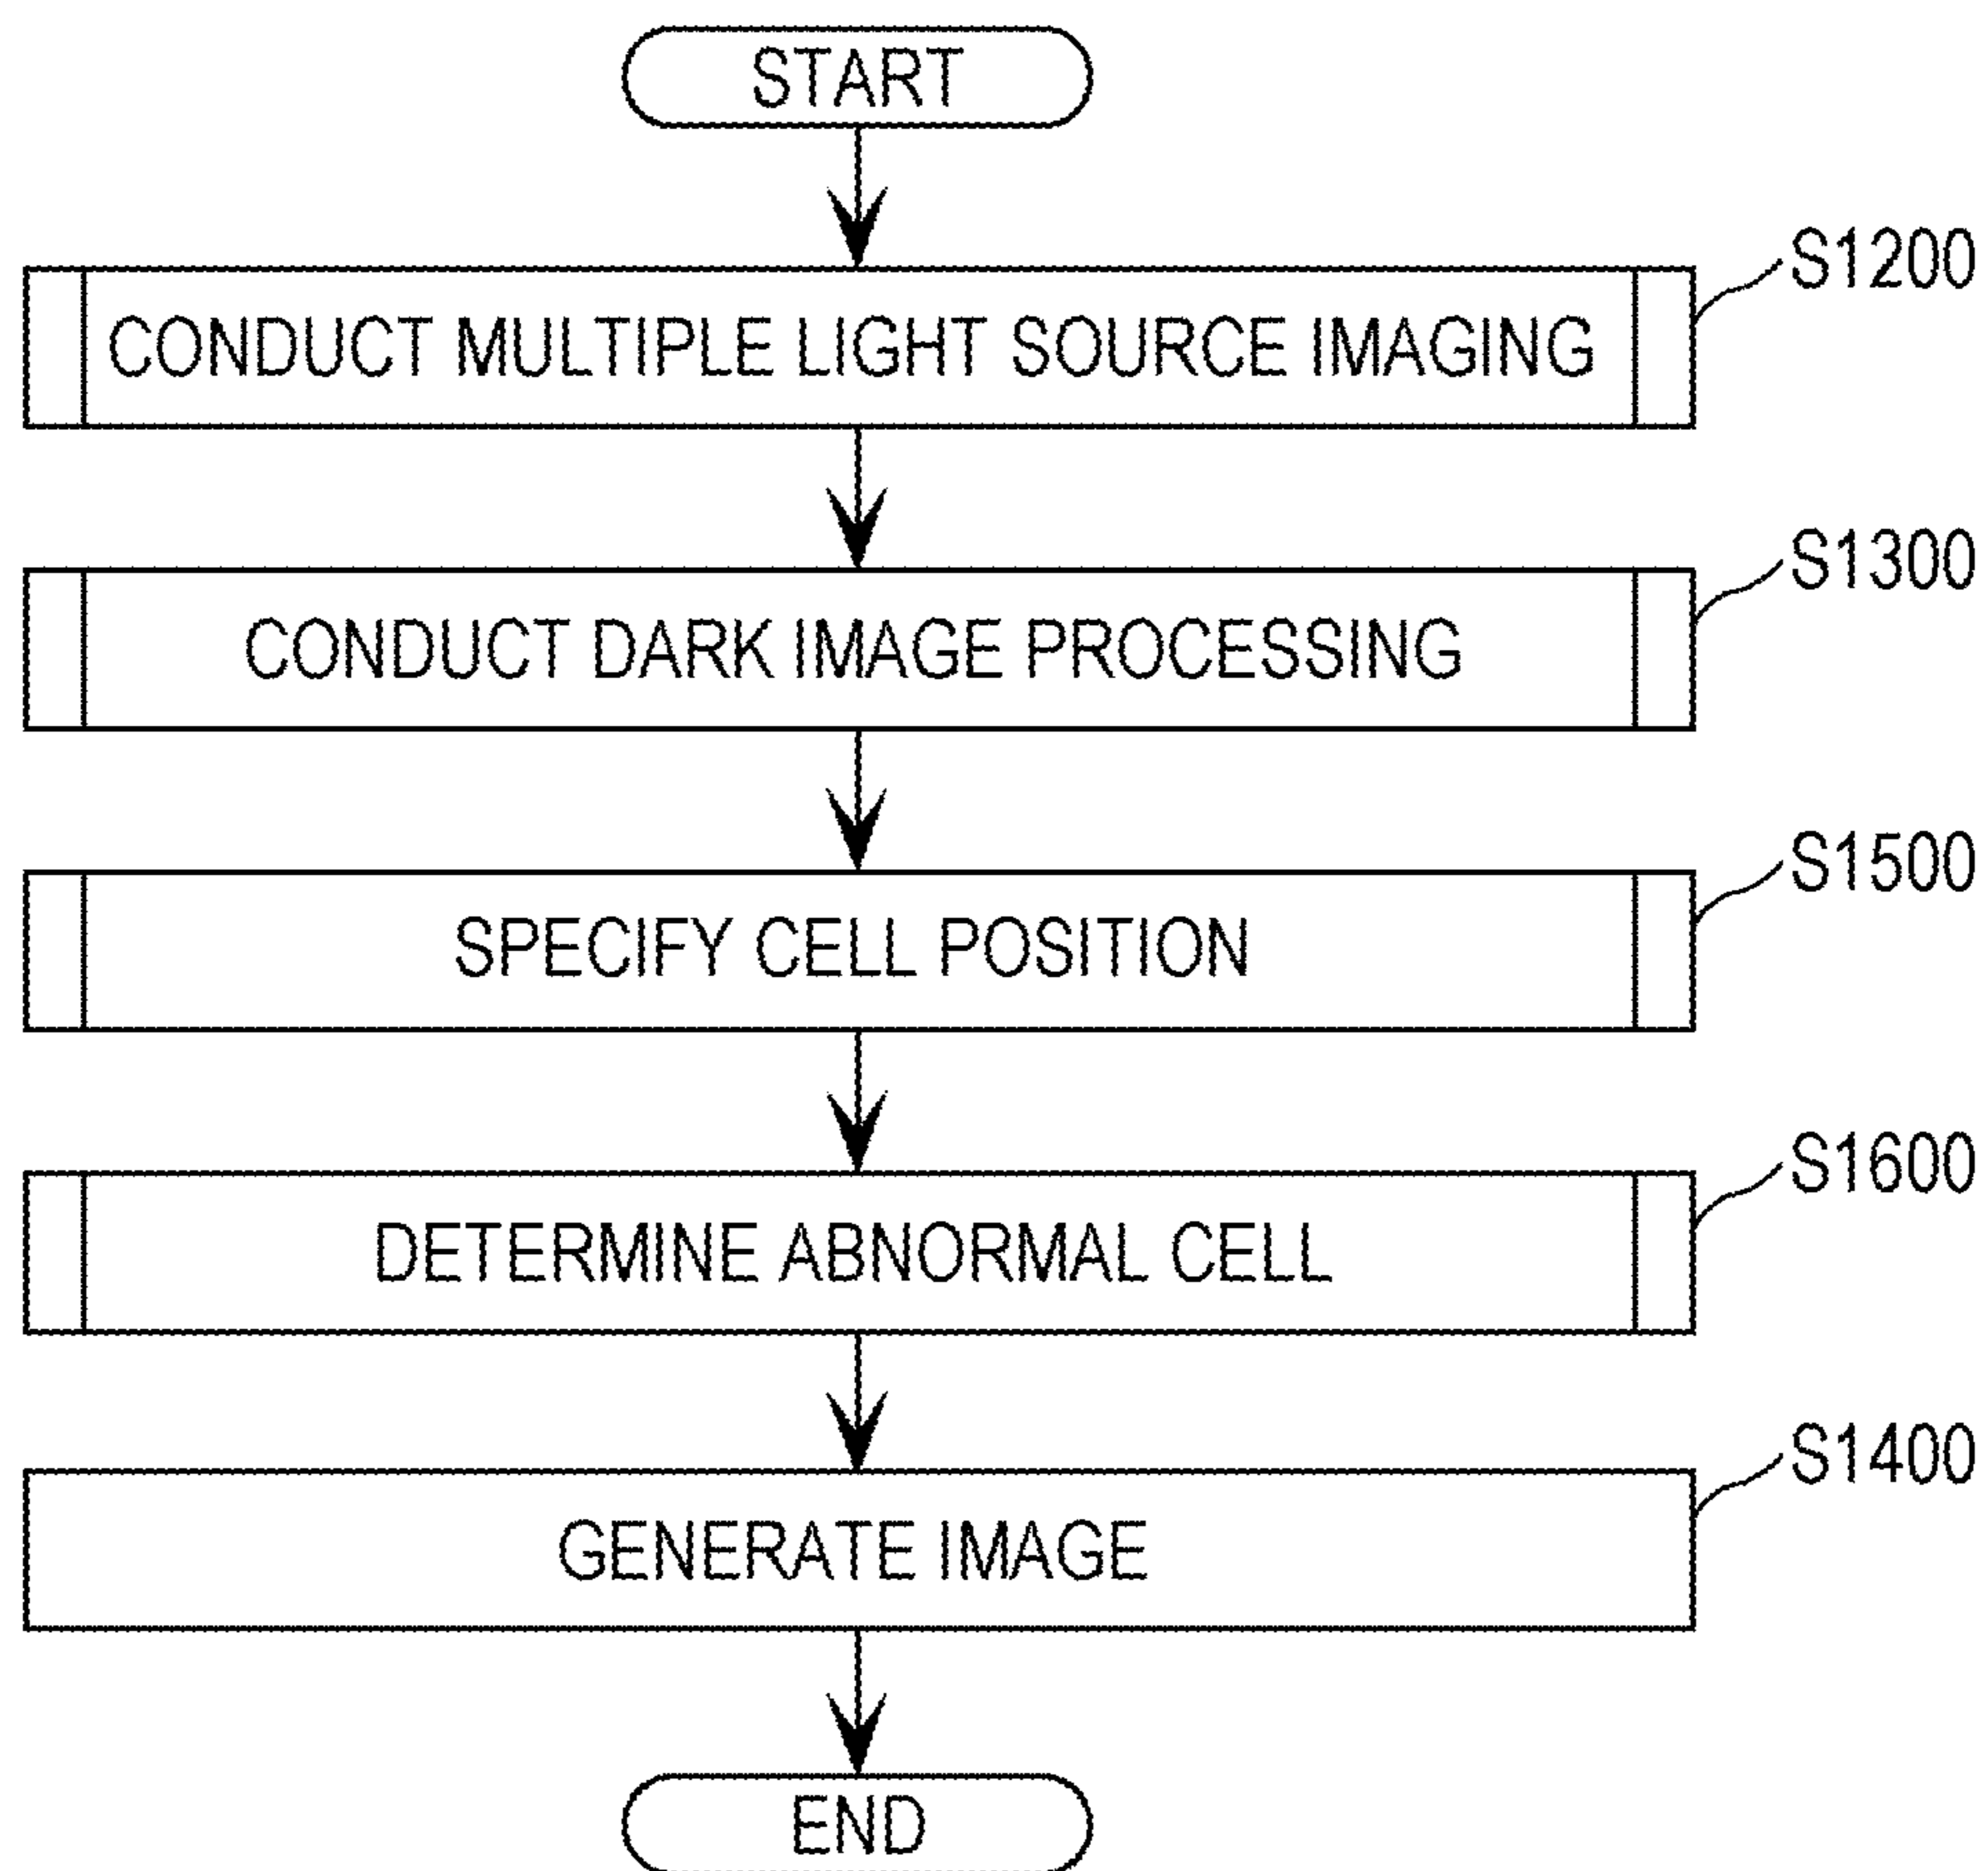 START
S1200
CONDUCT MULTIPLE LIGHT SOURCE IMAGING
S1300
CONDUCT DARK IMAGE PROCESSING
S1500
SPECIFY CELL POSITION
S1600
DETERMINE ABNORMAL CELL
S1400
GENERATE IMAGE
END